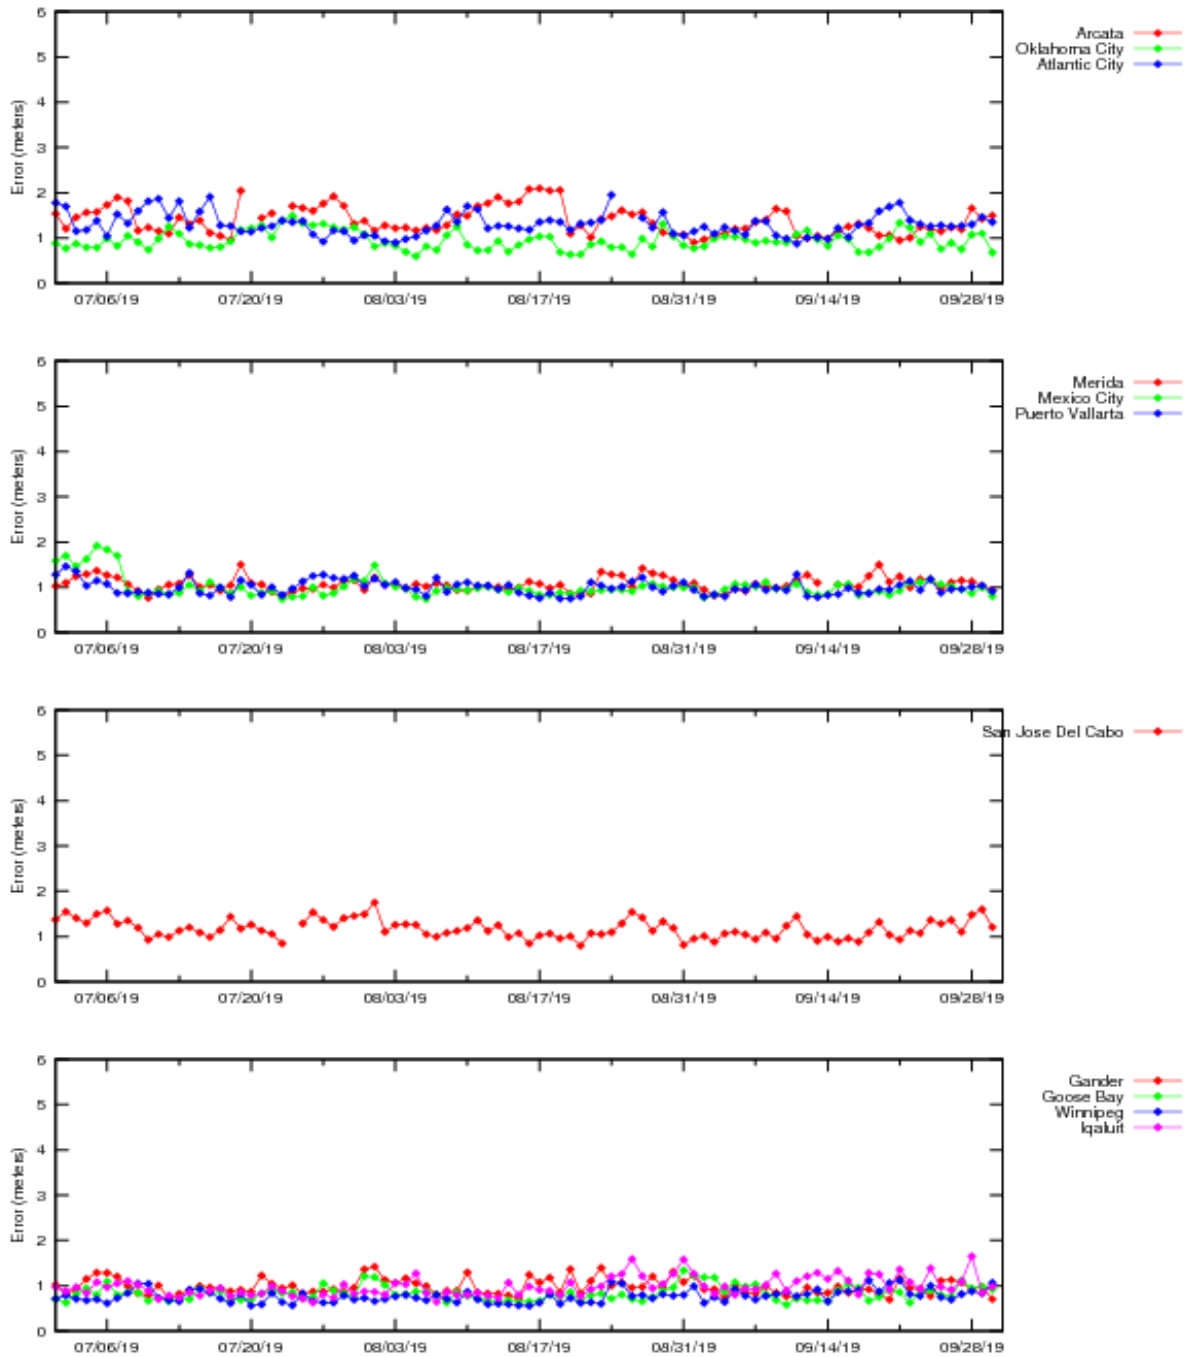 6
5
4
3
2
1
0
Error (meters)
07/06/19 07/20/19 08/03/19 08/17/19 08/31/19 09/14/19 09/28/19
Arcata
Oklahoma City
Atlantic City
6
5
4
3
2
1
0
Error (meters)
07/06/19 07/20/19 08/03/19 08/17/19 08/31/19 09/14/19 09/28/19
Merida
Mexico City
Puerto Vallarta
6
5
4
3
2
1
0
Error (meters)
07/06/19 07/20/19 08/03/19 08/17/19 08/31/19 09/14/19 09/28/19
San Jose Del Cabo
6
5
4
3
2
1
0
Error (meters)
07/06/19 07/20/19 08/03/19 08/17/19 08/31/19 09/14/19 09/28/19
Gander
Goose Bay
Winnipeg
Iqaluit